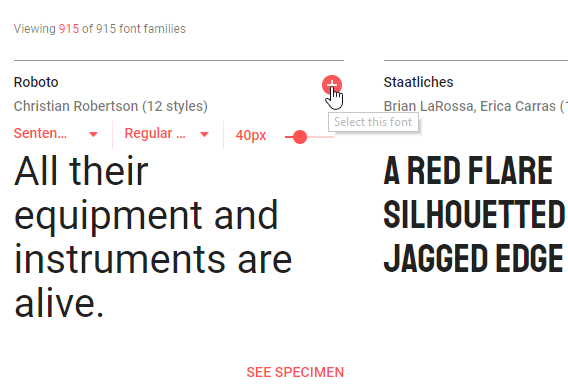 Viewing 915 of 915 font families
Roboto
Christian Robertson (12 styles)
Senten...
Regular ...
40px
Select this font
All their
equipment and
instruments are
alive.
SEE SPECIMEN
Staatliches
Brian LaRossa, Erica Carras (
A RED FLARE
SILHOUETTED
JAGGED EDGE